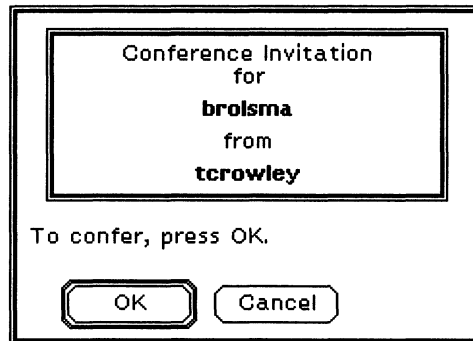 Conference Invitation
for
brolsma
from
tcrowley
To confer, press OK.
OK
Cancel